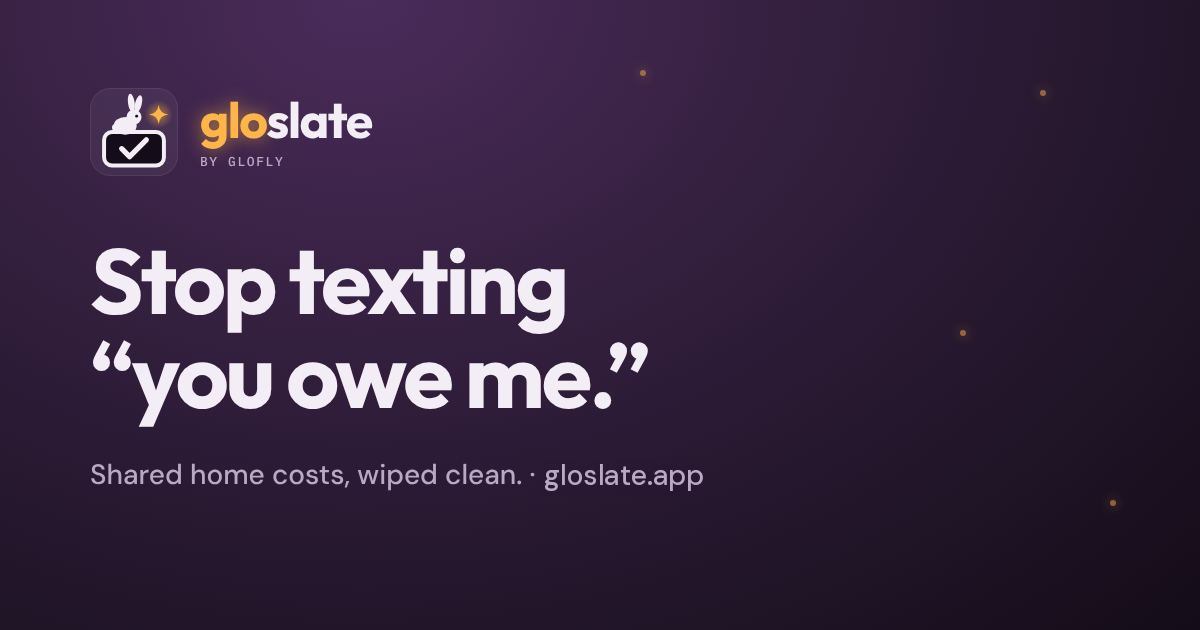 gloslate
BY GLOFLY
Stop texting
“you owe me.”
Shared home costs, wiped clean. · gloslate.app